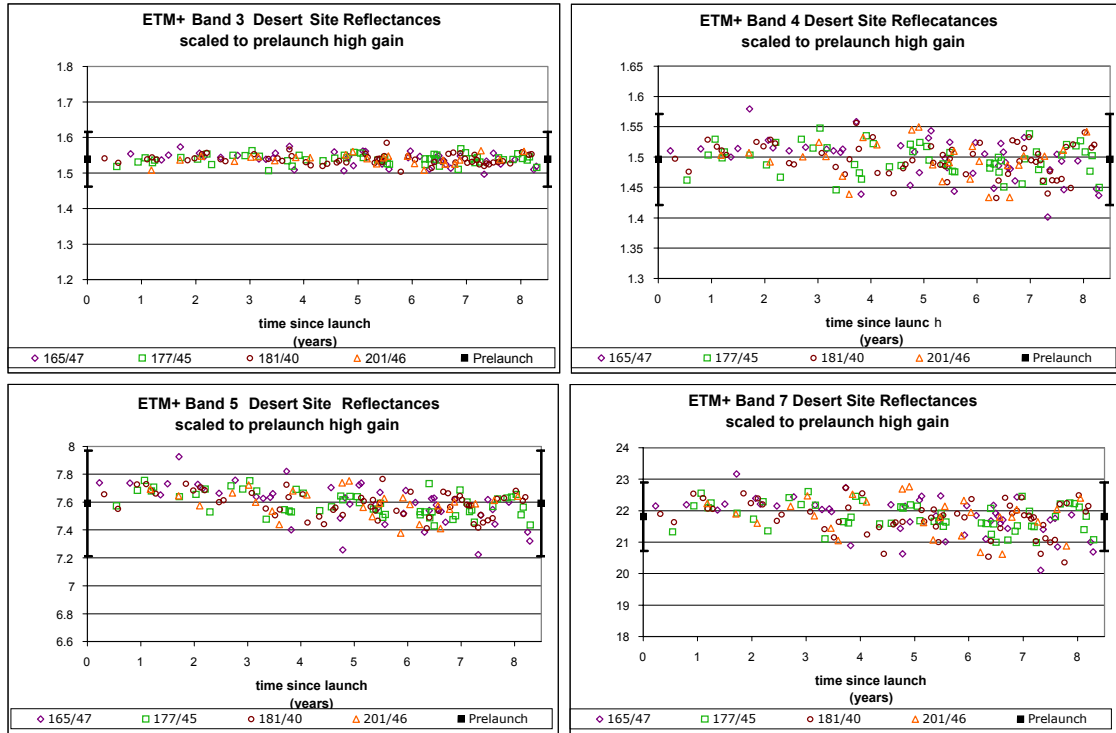 ETM+ Band 3 Desert Site Reflectances
scaled to prelaunch high gain
1.8
1.7
1.6
1.5
1.4
1.3
1.2
0 1 2 3 4 5 6 7 8
time since launch
(years)
165/47 177/45 181/40 201/46 Prelaunch
ETM+ Band 4 Desert Site Reflecatances
scaled to prelaunch high gain
1.65
1.6
1.55
1.5
1.45
1.4
1.35
1.3
0 1 2 3 4 5 6 7 8
time since launc h
(years)
165/47 177/45 181/40 201/46 Prelaunch
ETM+ Band 5 Desert Site Reflectances
scaled to prelaunch high gain
8
7.8
7.6
7.4
7.2
7
6.8
6.6
0 1 2 3 4 5 6 7 8
time since launch
(years)
165/47 177/45 181/40 201/46 Prelaunch
ETM+ Band 7 Desert Site Reflectances
scaled to prelaunch high gain
24
23
22
21
20
19
18
0 1 2 3 4 5 6 7 8
time since launch
(years)
165/47 177/45 181/40 201/46 Prelaunch